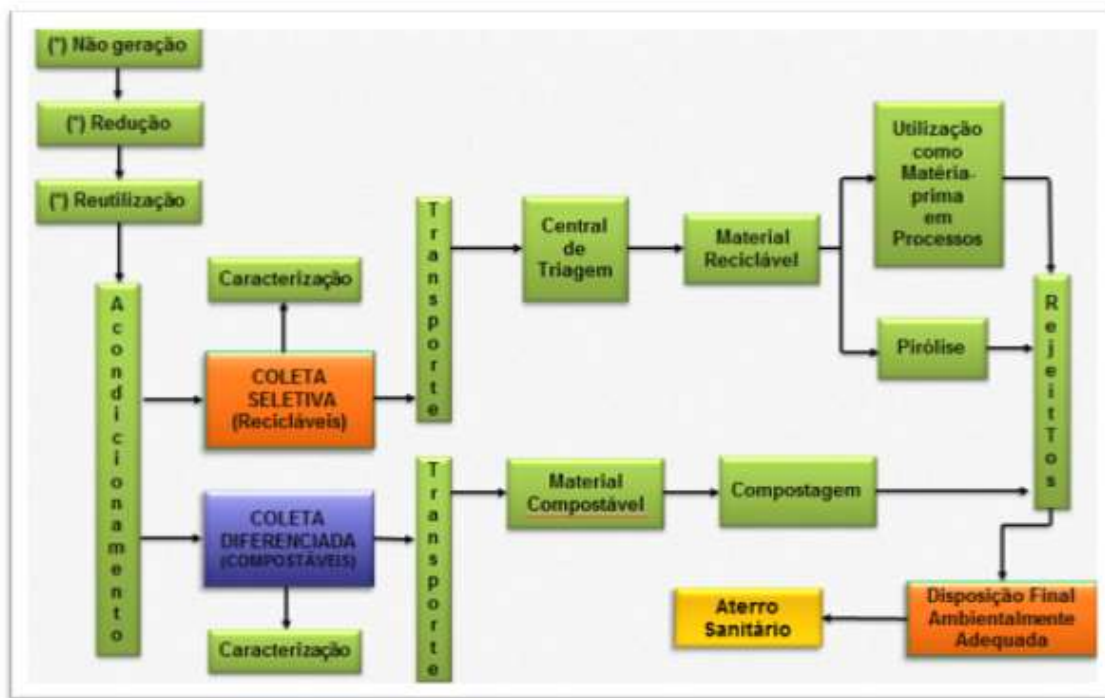 (*) Não geração
(*) Redução
(*) Reutilização
Acondicionamento
Caracterização
COLETA
SELETIVA
(Recicláveis)
COLETA
DIFERENCIADA
(COMPOSTÁVEIS)
Caracterização
Transporte
Transporte
Central
de
Triagem
Material
Reciclável
Utilização
como
Matéria-
prima
em
Processos
Pirólise
Material
Compostável
Compostagem
RejeitTos
Disposição Final
Ambientalmente
Adequada
Aterro
Sanitário